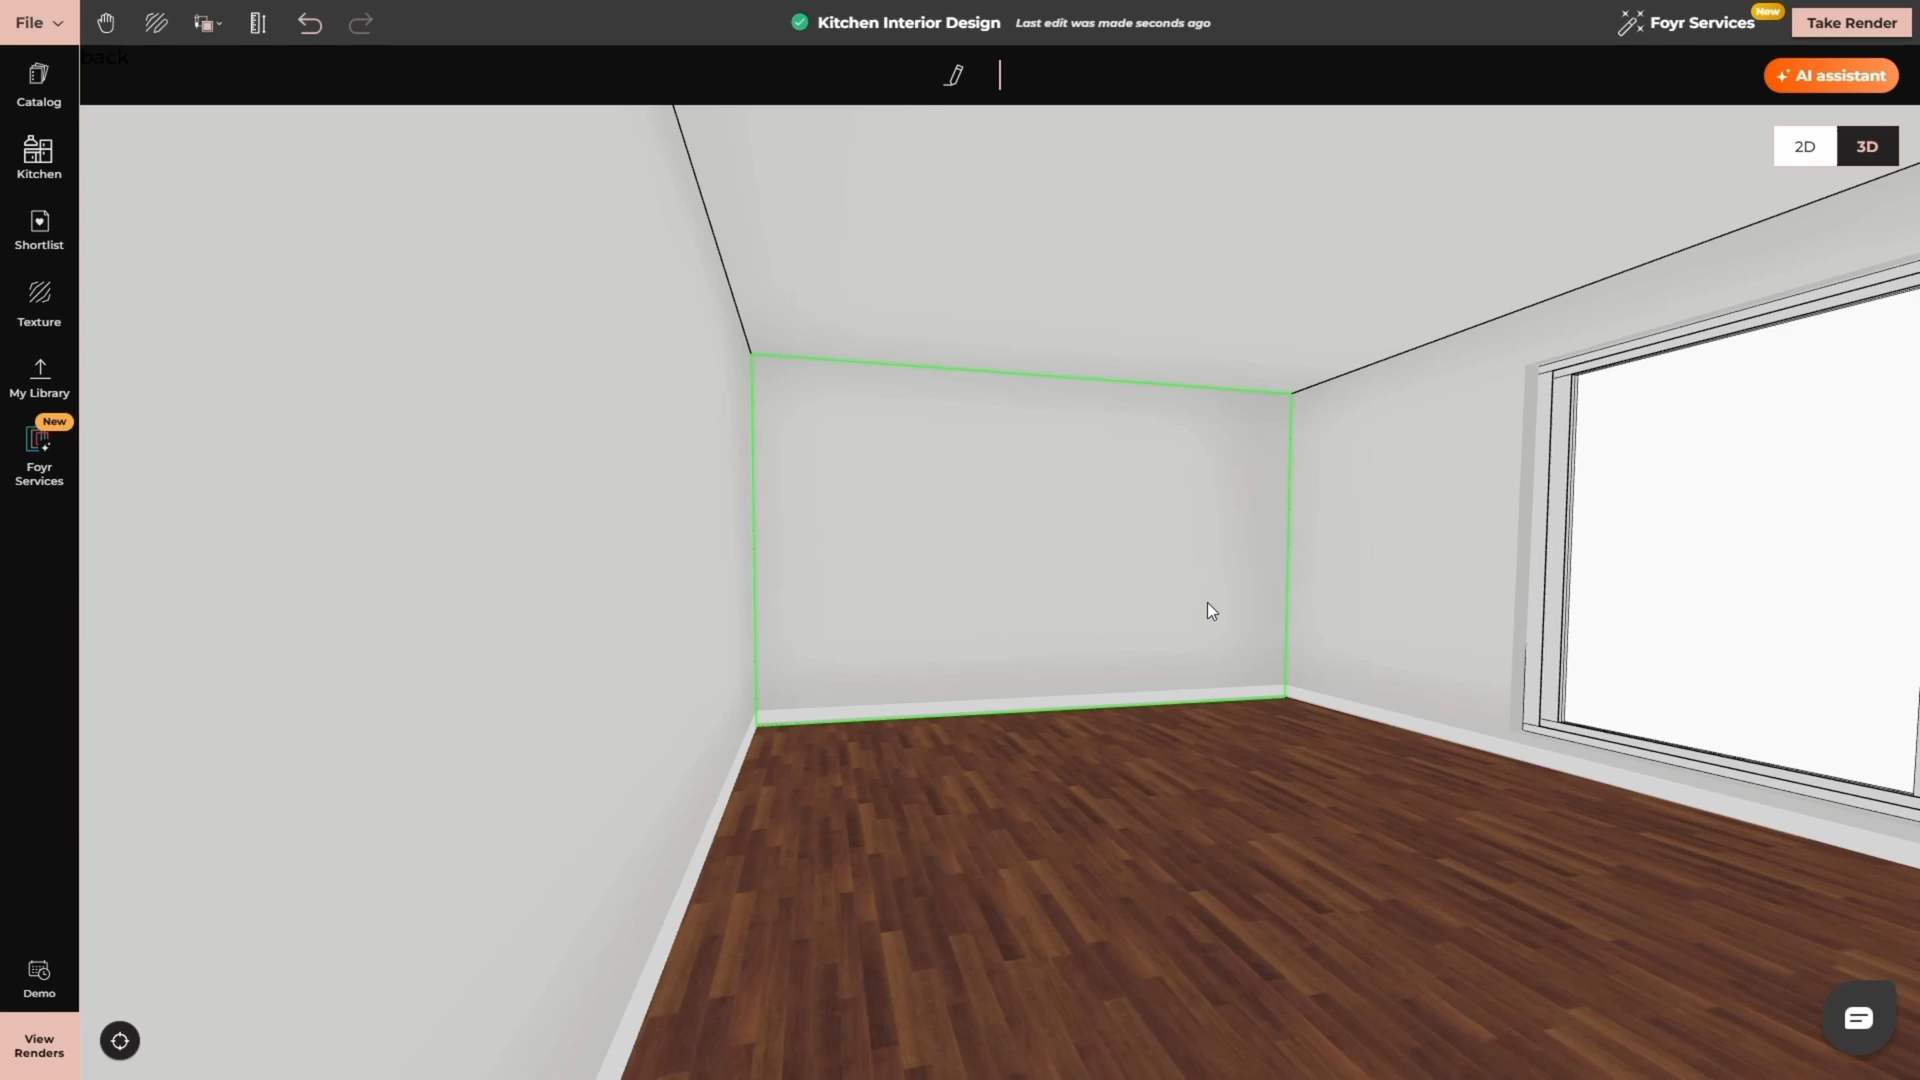 File
Kitchen Interior Design
Last edit was made seconds ago
Foyr Services
New
Take Render
back
AI assistant
Catalog
2D
3D
Kitchen
Shortlist
Texture
My Library
New
Foyr
Services
Demo
View
Renders